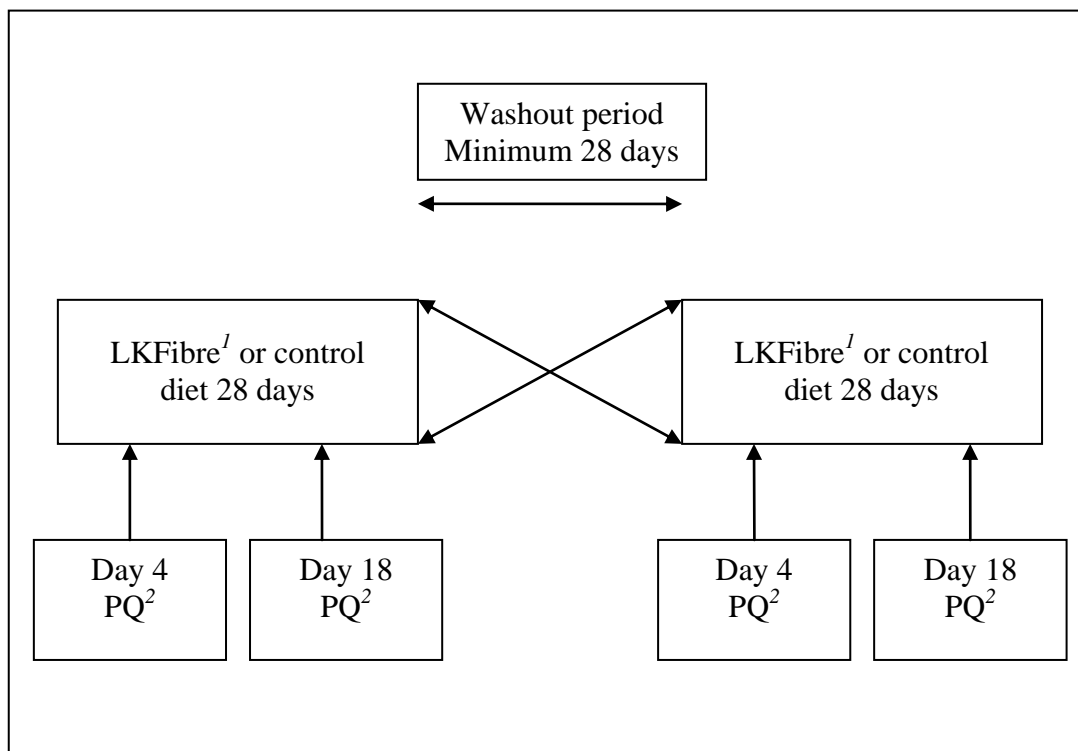 Washout period
Minimum 28 days
LKFibre¹ or control
diet 28 days
LKFibre¹ or control
diet 28 days
Day 4
PQ²
Day 18
PQ²
Day 4
PQ²
Day 18
PQ²